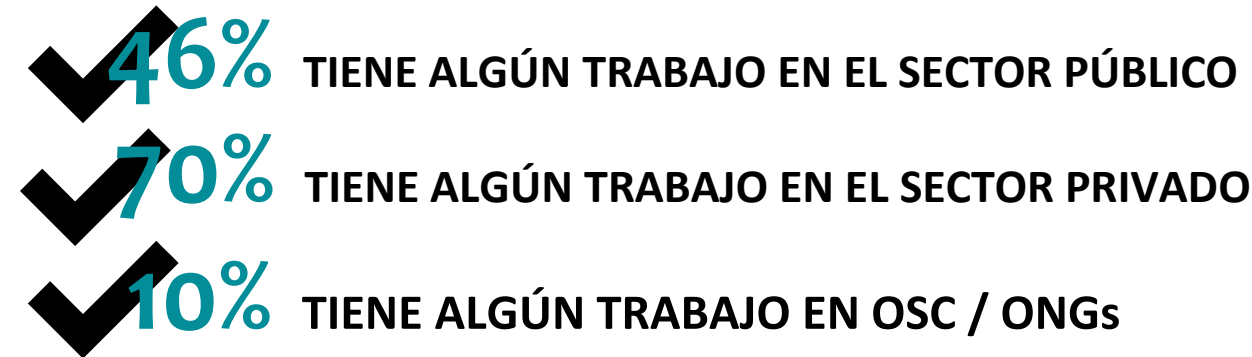 46% TIENE ALGÚN TRABAJO EN EL SECTOR PÚBLICO
70% TIENE ALGÚN TRABAJO EN EL SECTOR PRIVADO
10% TIENE ALGÚN TRABAJO EN OSC / ONGs